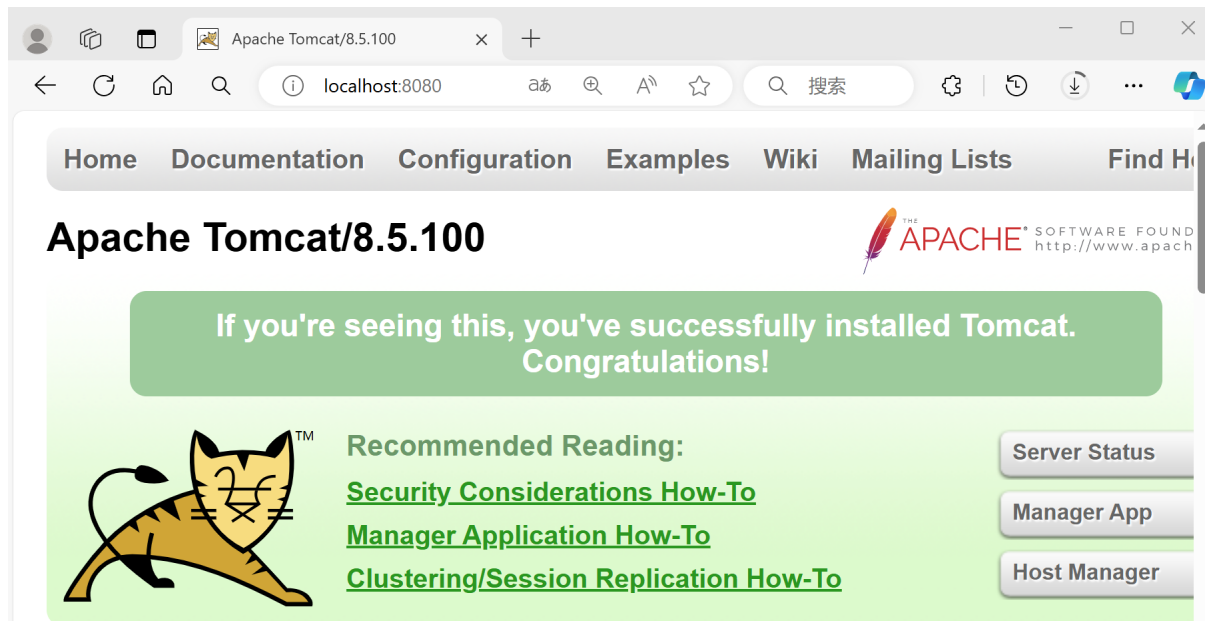 Apache Tomcat/8.5.100
localhost:8080
aあ
A
搜索
Home Documentation Configuration Examples Wiki Mailing Lists Find H
Apache Tomcat/8.5.100
THE
APACHE® SOFTWARE FOUND
http://www.apach
If you're seeing this, you've successfully installed Tomcat.
Congratulations!
TM
Recommended Reading:
Security Considerations How-To
Manager Application How-To
Clustering/Session Replication How-To
Server Status
Manager App
Host Manager